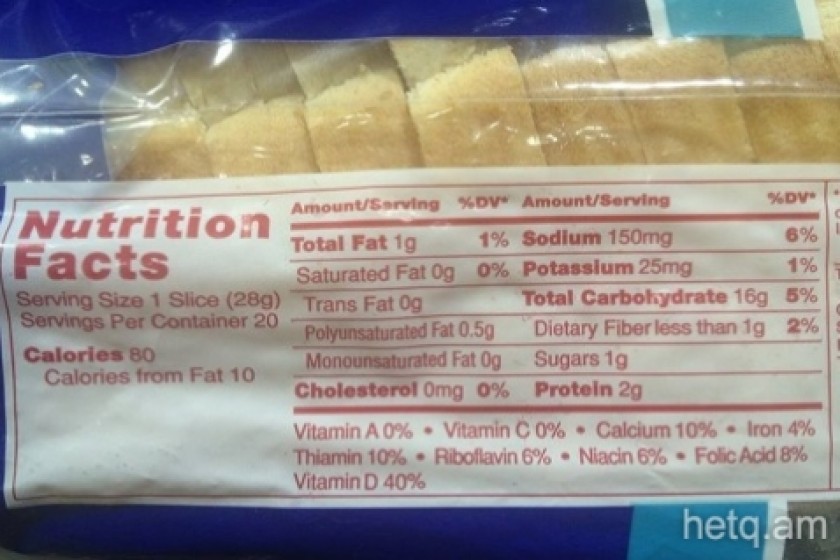 Nutrition
Facts
Serving Size 1 Slice (28g)
Servings Per Container 20
Calories 80
Calories from Fat 10
Amount/Serving %DV*
Total Fat 1g 1%
Saturated Fat 0g 0%
Trans Fat 0g
Polyunsaturated Fat 0.5g
Monounsaturated Fat 0g
Cholesterol 0mg 0%
Amount/Serving %DV*
Sodium 150mg 6%
Potassium 25mg 1%
Total Carbohydrate 16g 5%
Dietary Fiber less than 1g 2%
Sugars 1g
Protein 2g
Vitamin A 0% • Vitamin C 0% • Calcium 10% • Iron 4%
Thiamin 10% • Riboflavin 6% • Niacin 6% • Folic Acid 8%
Vitamin D 40%
hetq.am